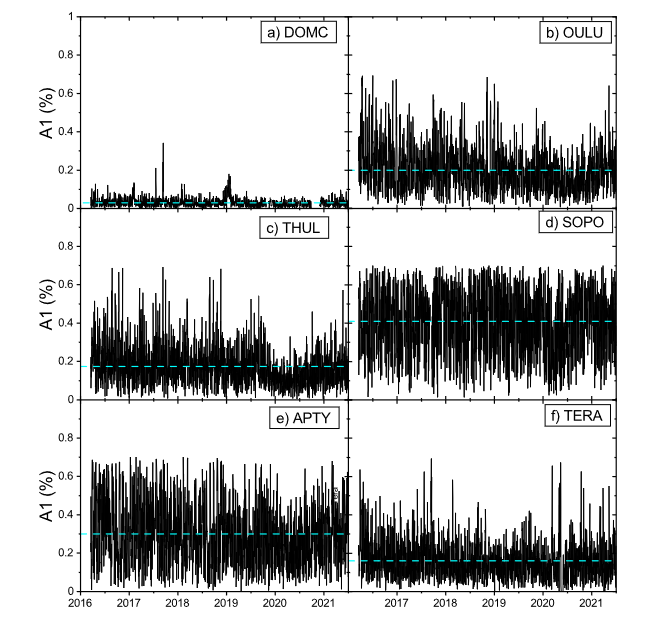 1
a) DOMC
b) OULU
0.8
0.6
A1 (%)
0.4
0.2
0
c) THUL
d) SOPO
0.8
0.6
A1 (%)
0.4
0.2
0
e) APTY
f) TERA
0.8
0.6
A1 (%)
0.4
0.2
0
2016 2017 2018 2019 2020 2021 2017 2018 2019 2020 2021